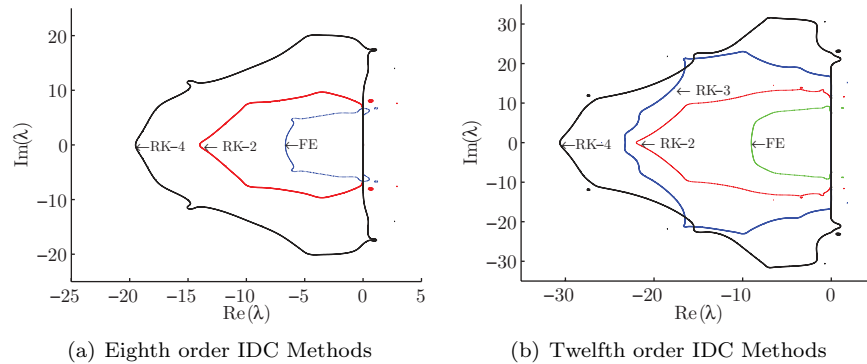 20
10
0
−10
−20
Im(λ)
←RK−4
←RK−2
←FE
−25
−20
−15
−10
−5
0
5
Re(λ)
(a) Eighth order IDC Methods
30
20
10
0
−10
−20
−30
Im(λ)
←RK−3
←RK−4
←RK−2
←FE
−30
−20
−10
0
Re(λ)
(b) Twelfth order IDC Methods